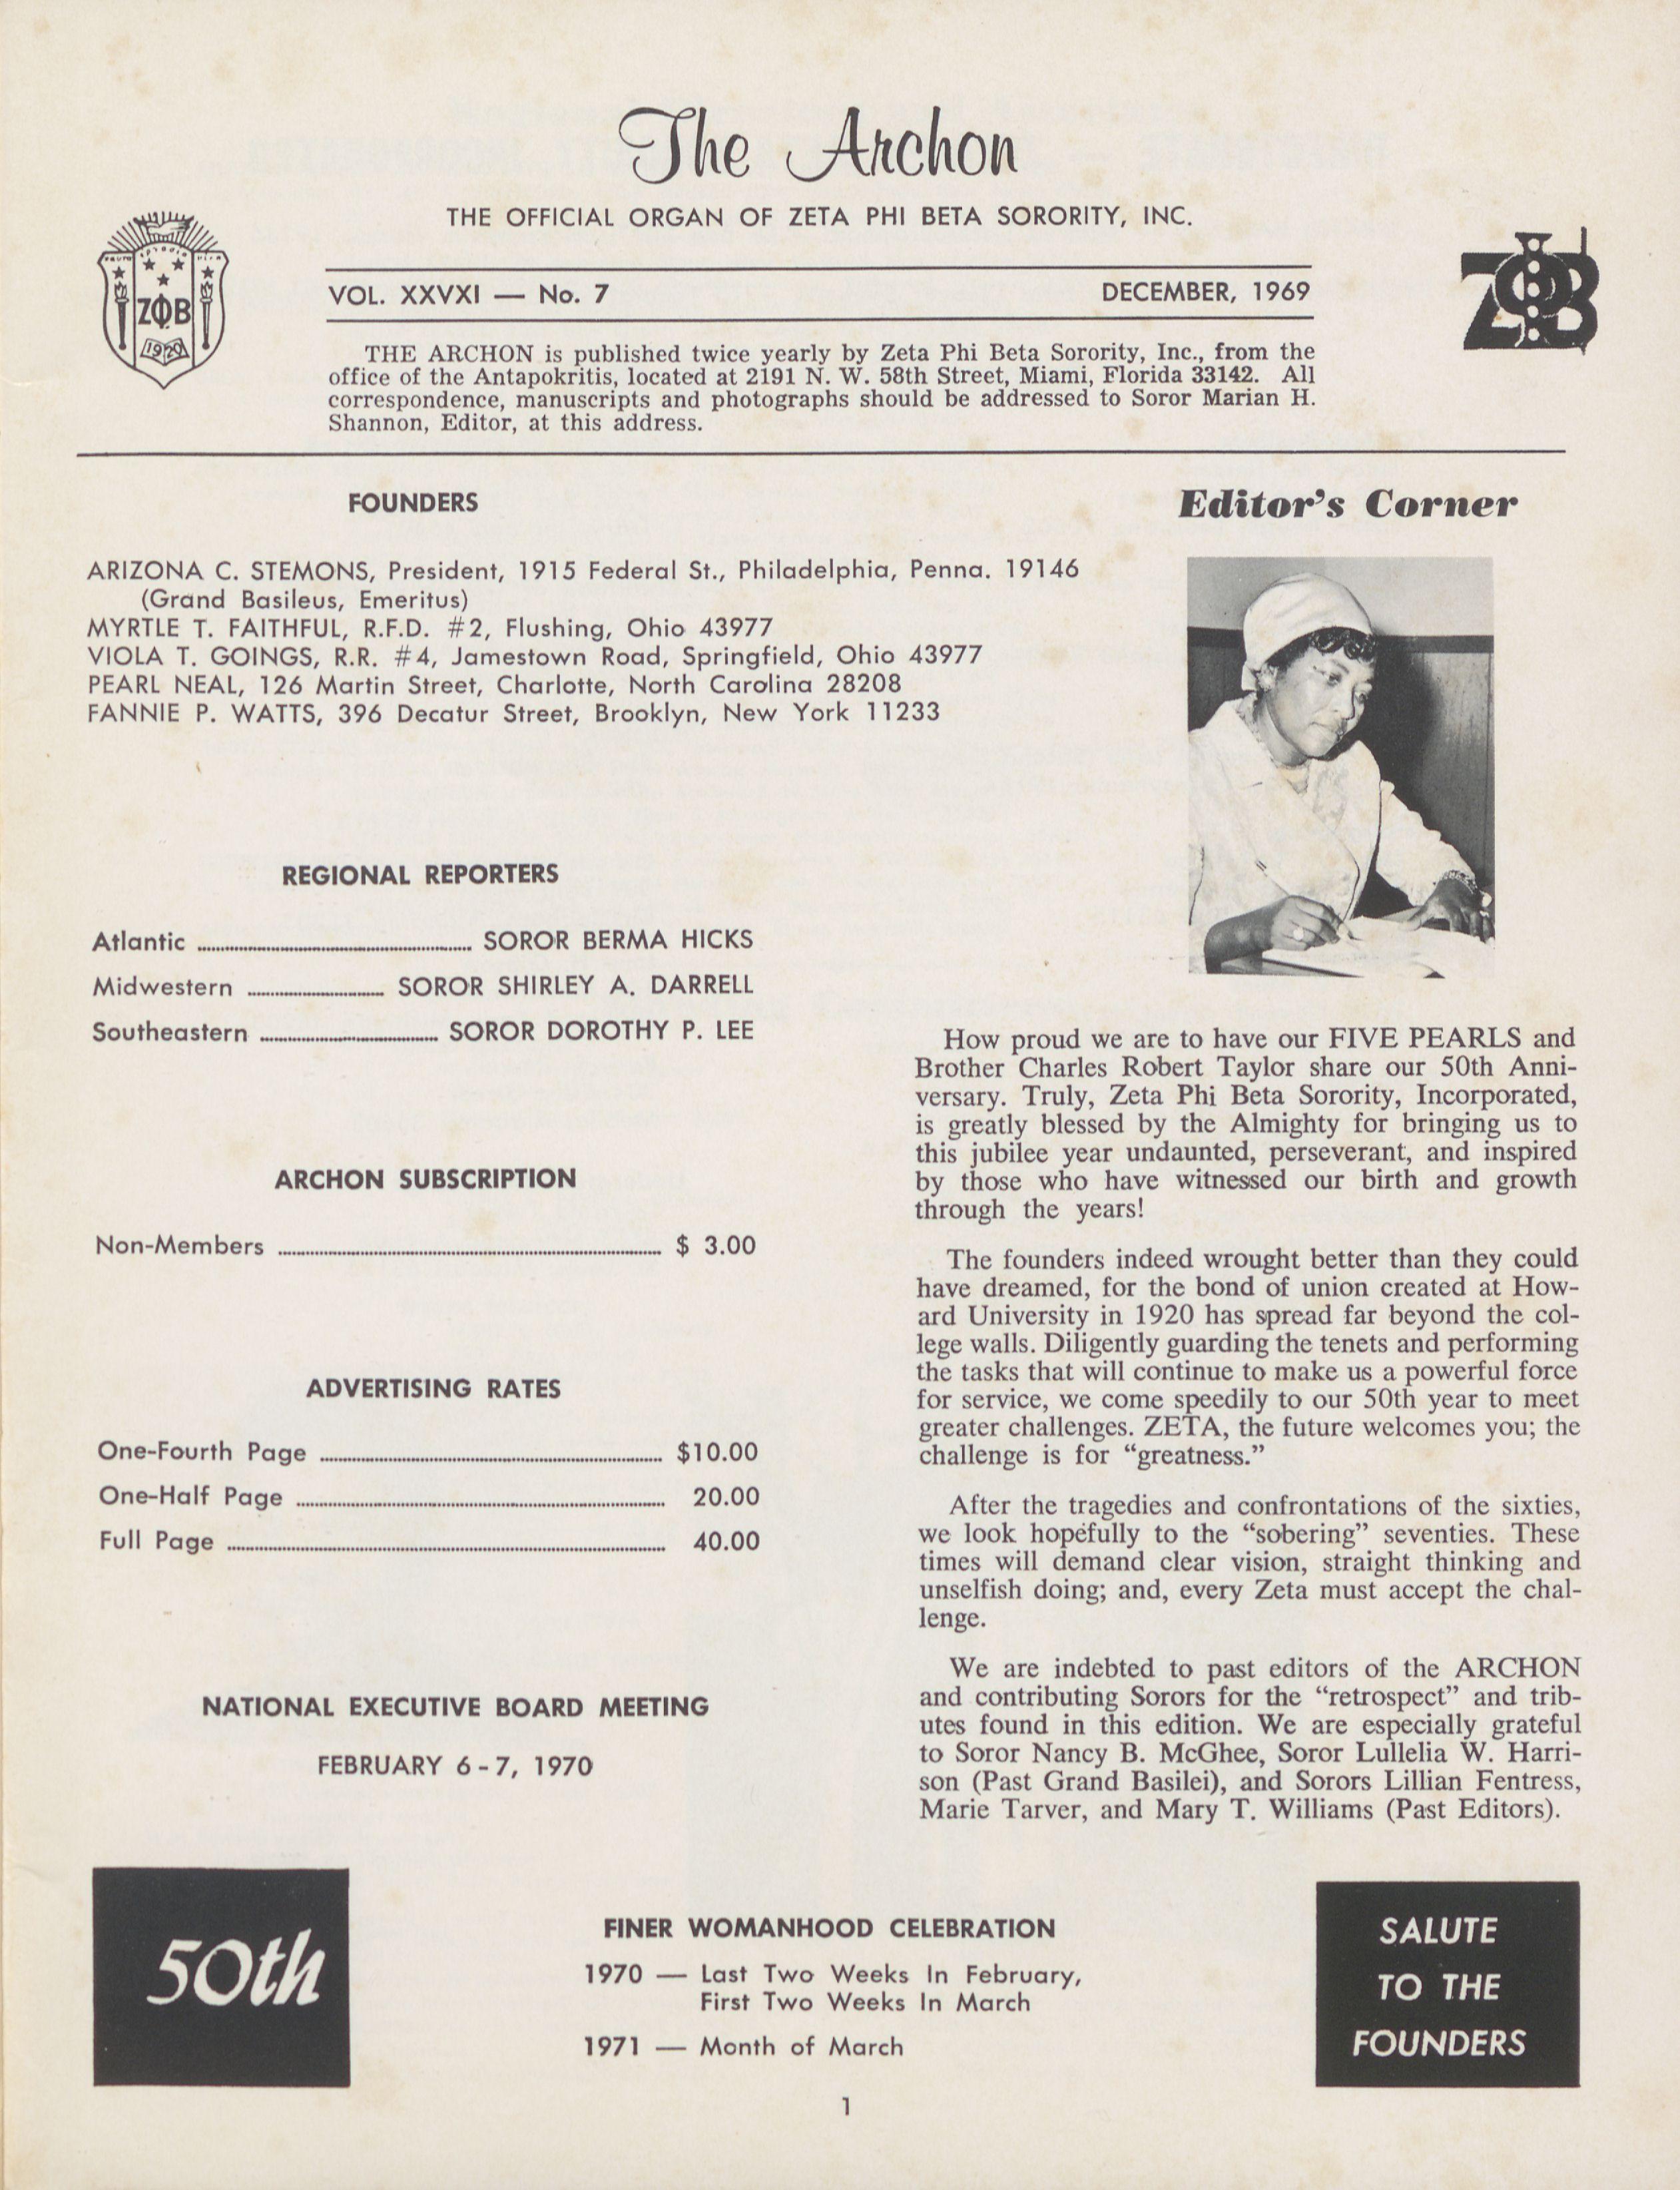 The Archon
THE OFFICIAL ORGAN OF ZETA PHI BETA SORORITY, INC.
ZΦB
1920
ZΦB
VOL. XXVXI — No. 7
DECEMBER, 1969
THE ARCHON is published twice yearly by Zeta Phi Beta Sorority, Inc., from the
office of the Antapokritis, located at 2191 N. W. 58th Street, Miami, Florida 33142. All
correspondence, manuscripts and photographs should be addressed to Soror Marian H.
Shannon, Editor, at this address.
FOUNDERS
ARIZONA C. STEMONS, President, 1915 Federal St., Philadelphia, Penna. 19146
(Grand Basileus, Emeritus)
MYRTLE T. FAITHFUL, R.F.D. #2, Flushing, Ohio 43977
VIOLA T. GOINGS, R.R. #4, Jamestown Road, Springfield, Ohio 43977
PEARL NEAL, 126 Martin Street, Charlotte, North Carolina 28208
FANNIE P. WATTS, 396 Decatur Street, Brooklyn, New York 11233
REGIONAL REPORTERS
Atlantic ........ SOROR BERMA HICKS
Midwestern ........ SOROR SHIRLEY A. DARRELL
Southeastern ........ SOROR DOROTHY P. LEE
ARCHON SUBSCRIPTION
Non-Members ........ $ 3.00
ADVERTISING RATES
One-Fourth Page ........ $10.00
One-Half Page ........ 20.00
Full Page ........ 40.00
NATIONAL EXECUTIVE BOARD MEETING
FEBRUARY 6-7, 1970
Editor's Corner
How proud we are to have our FIVE PEARLS and
Brother Charles Robert Taylor share our 50th Anni-
versary. Truly, Zeta Phi Beta Sorority, Incorporated,
is greatly blessed by the Almighty for bringing us to
this jubilee year undaunted, perseverant, and inspired
by those who have witnessed our birth and growth
through the years!
The founders indeed wrought better than they could
have dreamed, for the bond of union created at How-
ard University in 1920 has spread far beyond the col-
lege walls. Diligently guarding the tenets and performing
the tasks that will continue to make us a powerful force
for service, we come speedily to our 50th year to meet
greater challenges. ZETA, the future welcomes you; the
challenge is for “greatness.”
After the tragedies and confrontations of the sixties,
we look hopefully to the “sobering” seventies. These
times will demand clear vision, straight thinking and
unselfish doing; and, every Zeta must accept the chal-
lenge.
We are indebted to past editors of the ARCHON
and contributing Sorors for the “retrospect” and trib-
utes found in this edition. We are especially grateful
to Soror Nancy B. McGhee, Soror Lullelia W. Harri-
son (Past Grand Basilei), and Sorors Lillian Fentress,
Marie Tarver, and Mary T. Williams (Past Editors).
50th
FINER WOMANHOOD CELEBRATION
1970 — Last Two Weeks In February,
First Two Weeks In March
1971 — Month of March
SALUTE
TO THE
FOUNDERS
1